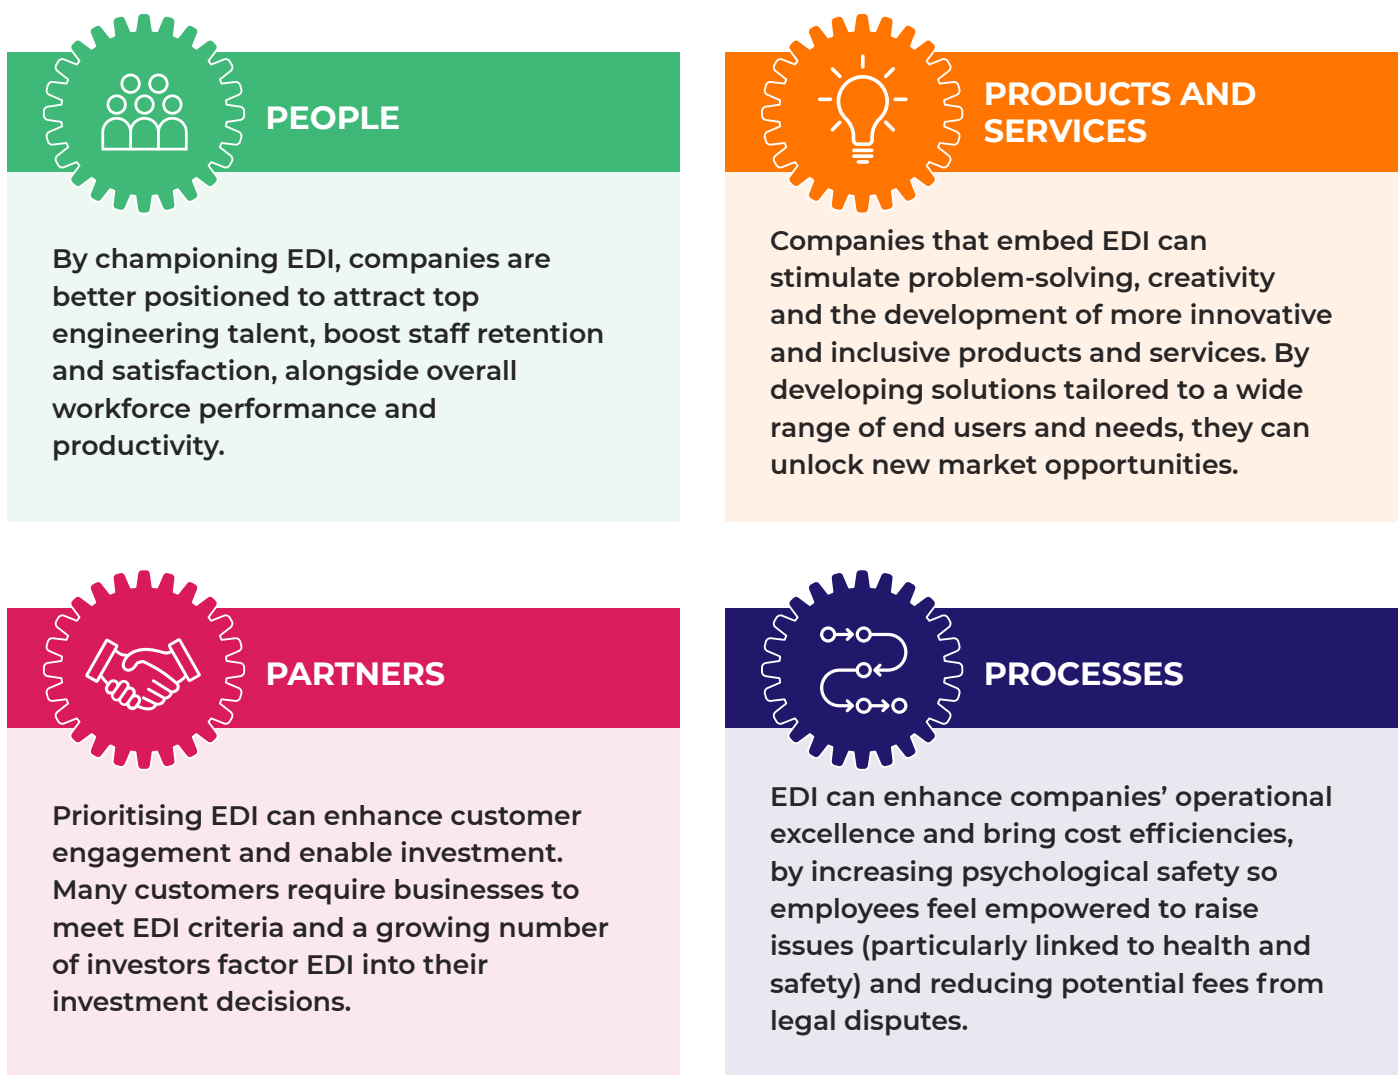 PEOPLE
By championing EDI, companies are
better positioned to attract top
engineering talent, boost staff retention
and satisfaction, alongside overall
workforce performance and
productivity.
PRODUCTS AND
SERVICES
Companies that embed EDI can
stimulate problem-solving, creativity
and the development of more innovative
and inclusive products and services. By
developing solutions tailored to a wide
range of end users and needs, they can
unlock new market opportunities.
PARTNERS
Prioritising EDI can enhance customer
engagement and enable investment.
Many customers require businesses to
meet EDI criteria and a growing number
of investors factor EDI into their
investment decisions.
PROCESSES
EDI can enhance companies’ operational
excellence and bring cost efficiencies,
by increasing psychological safety so
employees feel empowered to raise
issues (particularly linked to health and
safety) and reducing potential fees from
legal disputes.